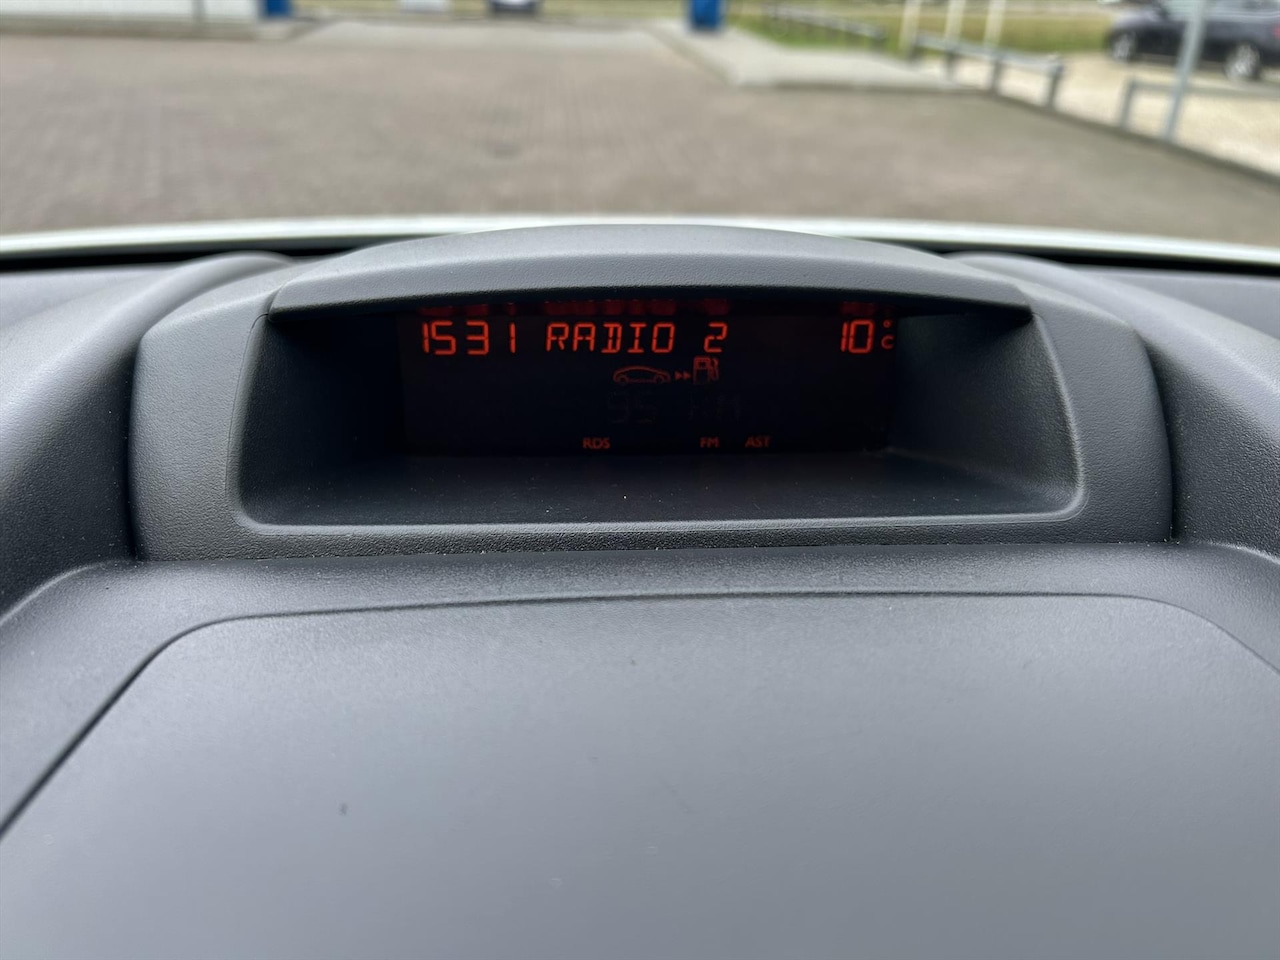 1531 RADIO 2 10°C
RDS FM AST